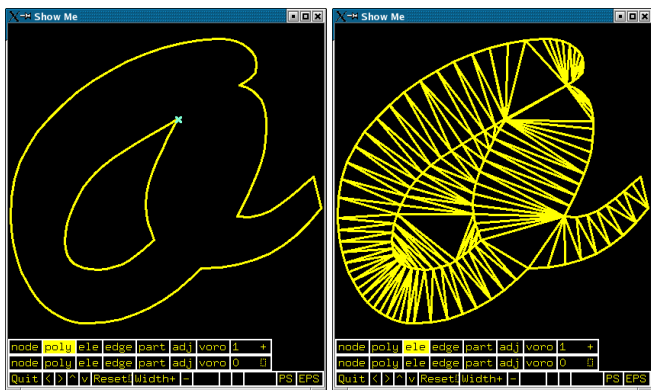 Show Me
node poly ele edge part adj voro 1 +
node poly ele edge part adj voro 0
Quit < > ^ v Reset Width+ - PS EPS
Show Me
node poly ele edge part adj voro 1 +
node poly ele edge part adj voro 0
Quit < > ^ v Reset Width+ - PS EPS